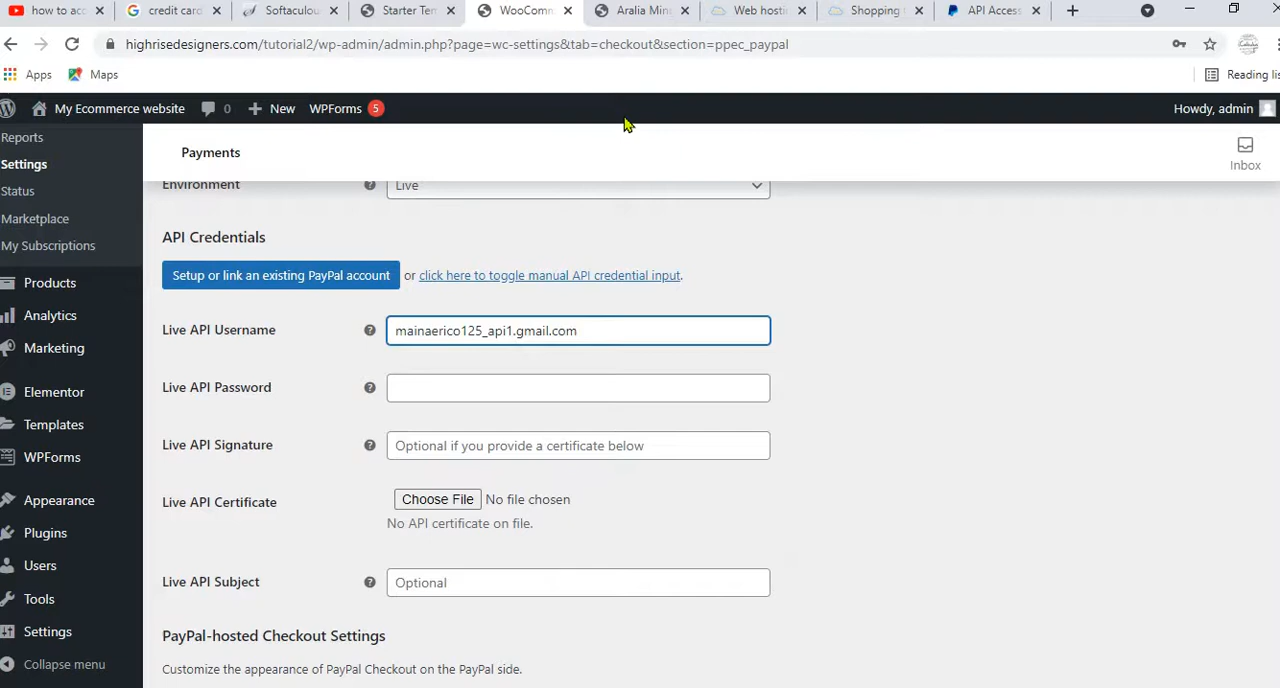 how to acc
credit card
Softaculou
Starter Tem
WooComm
Aralia Min
Web hosti
Shopping
API Access
highrisedesigners.com/tutorial2/wp-admin/admin.php?page=wc-settings&tab=checkout&section=ppec_paypal
Apps
Maps
Reading lis
My Ecommerce website
0
New
WPForms
5
Howdy, admin
Reports
Settings
Status
Marketplace
My Subscriptions
Products
Analytics
Marketing
Elementor
Templates
WPForms
Appearance
Plugins
Users
Tools
Settings
Collapse menu
Payments
Inbox
Environment
Live
API Credentials
Setup or link an existing PayPal account or click here to toggle manual API credential input.
Live API Username
mainaerico125_api1.gmail.com
Live API Password
Live API Signature
Optional if you provide a certificate below
Live API Certificate
Choose File No file chosen
No API certificate on file.
Live API Subject
Optional
PayPal-hosted Checkout Settings
Customize the appearance of PayPal Checkout on the PayPal side.